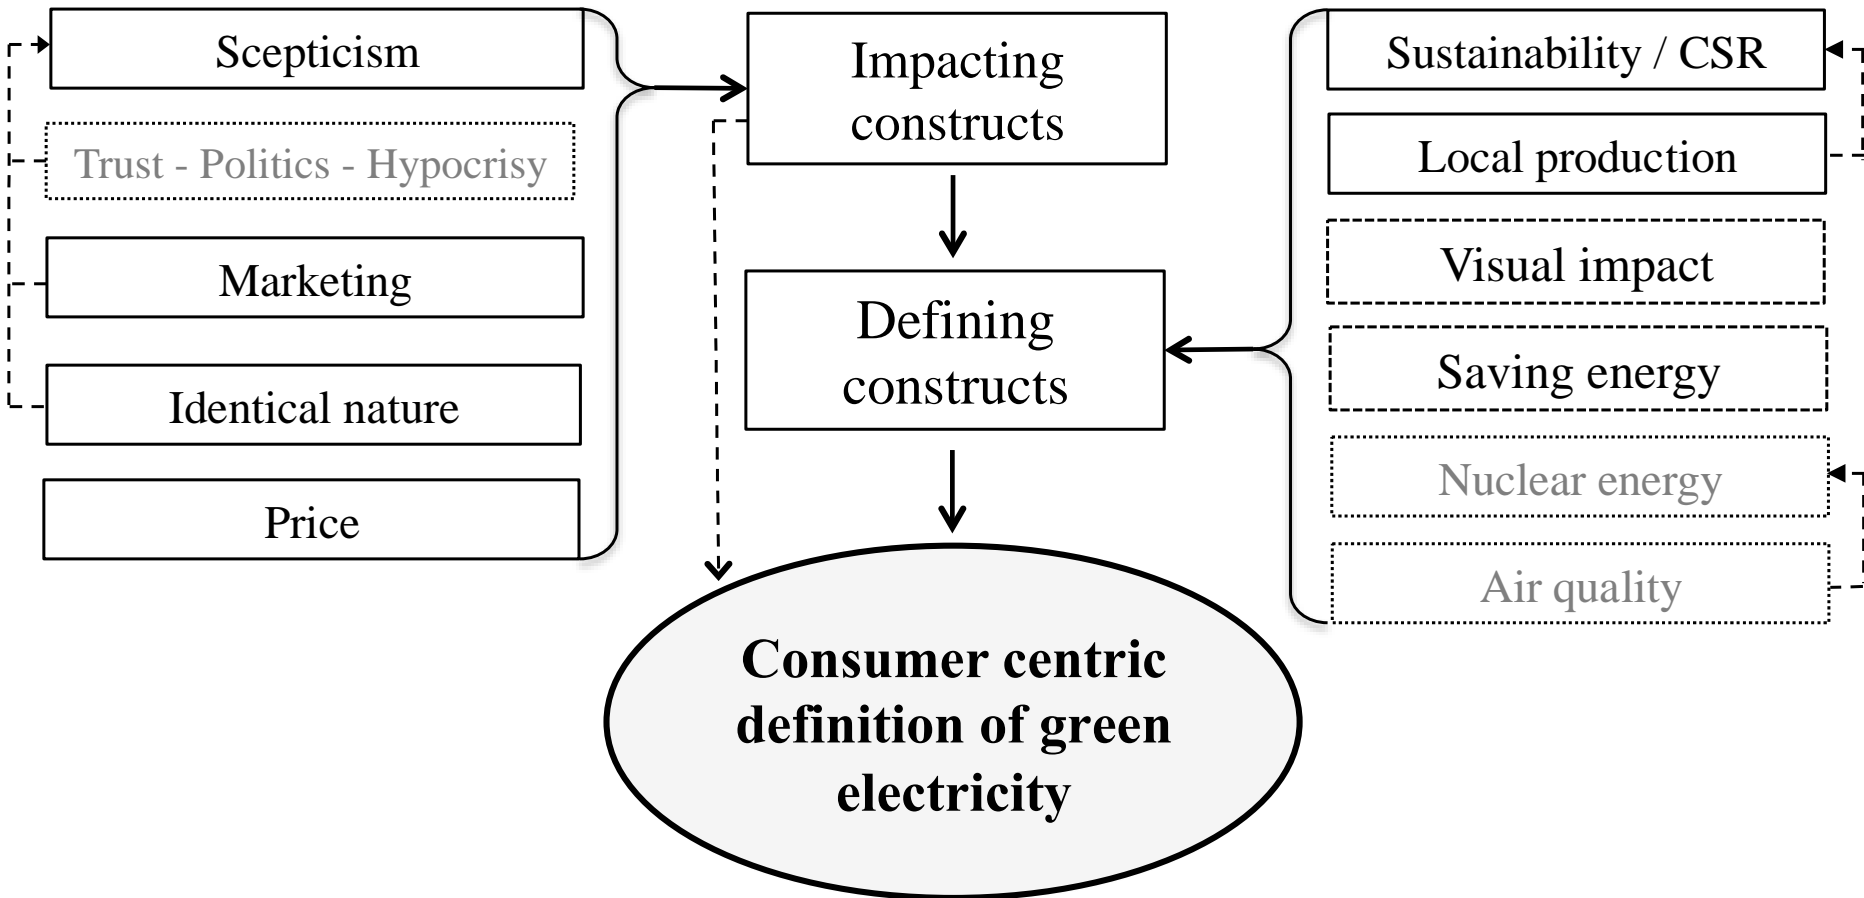 Scepticism
Trust - Politics - Hypocrisy
Marketing
Identical nature
Price
Impacting
constructs
Defining
constructs
Consumer centric
definition of green
electricity
Sustainability / CSR
Local production
Visual impact
Saving energy
Nuclear energy
Air quality